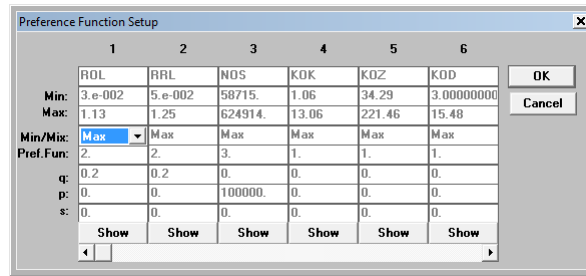 Preference Function Setup
1 2 3 4 5 6
ROL RRL NOS KOK KOZ KOD OK
Min: 3.e-002 5.e-002 58715. 1.06 34.29 3.00000000 Cancel
Max: 1.13 1.25 624914. 13.06 221.46 15.48
Min/Mix: Max Max Max Max Max Max
Pref.Fun: 2. 2. 3. 1. 1. 1.
q: 0.2 0.2 0. 0. 0. 0.
p: 0. 0. 100000. 0. 0. 0.
s: 0. 0. 0. 0. 0. 0.
Show Show Show Show Show Show